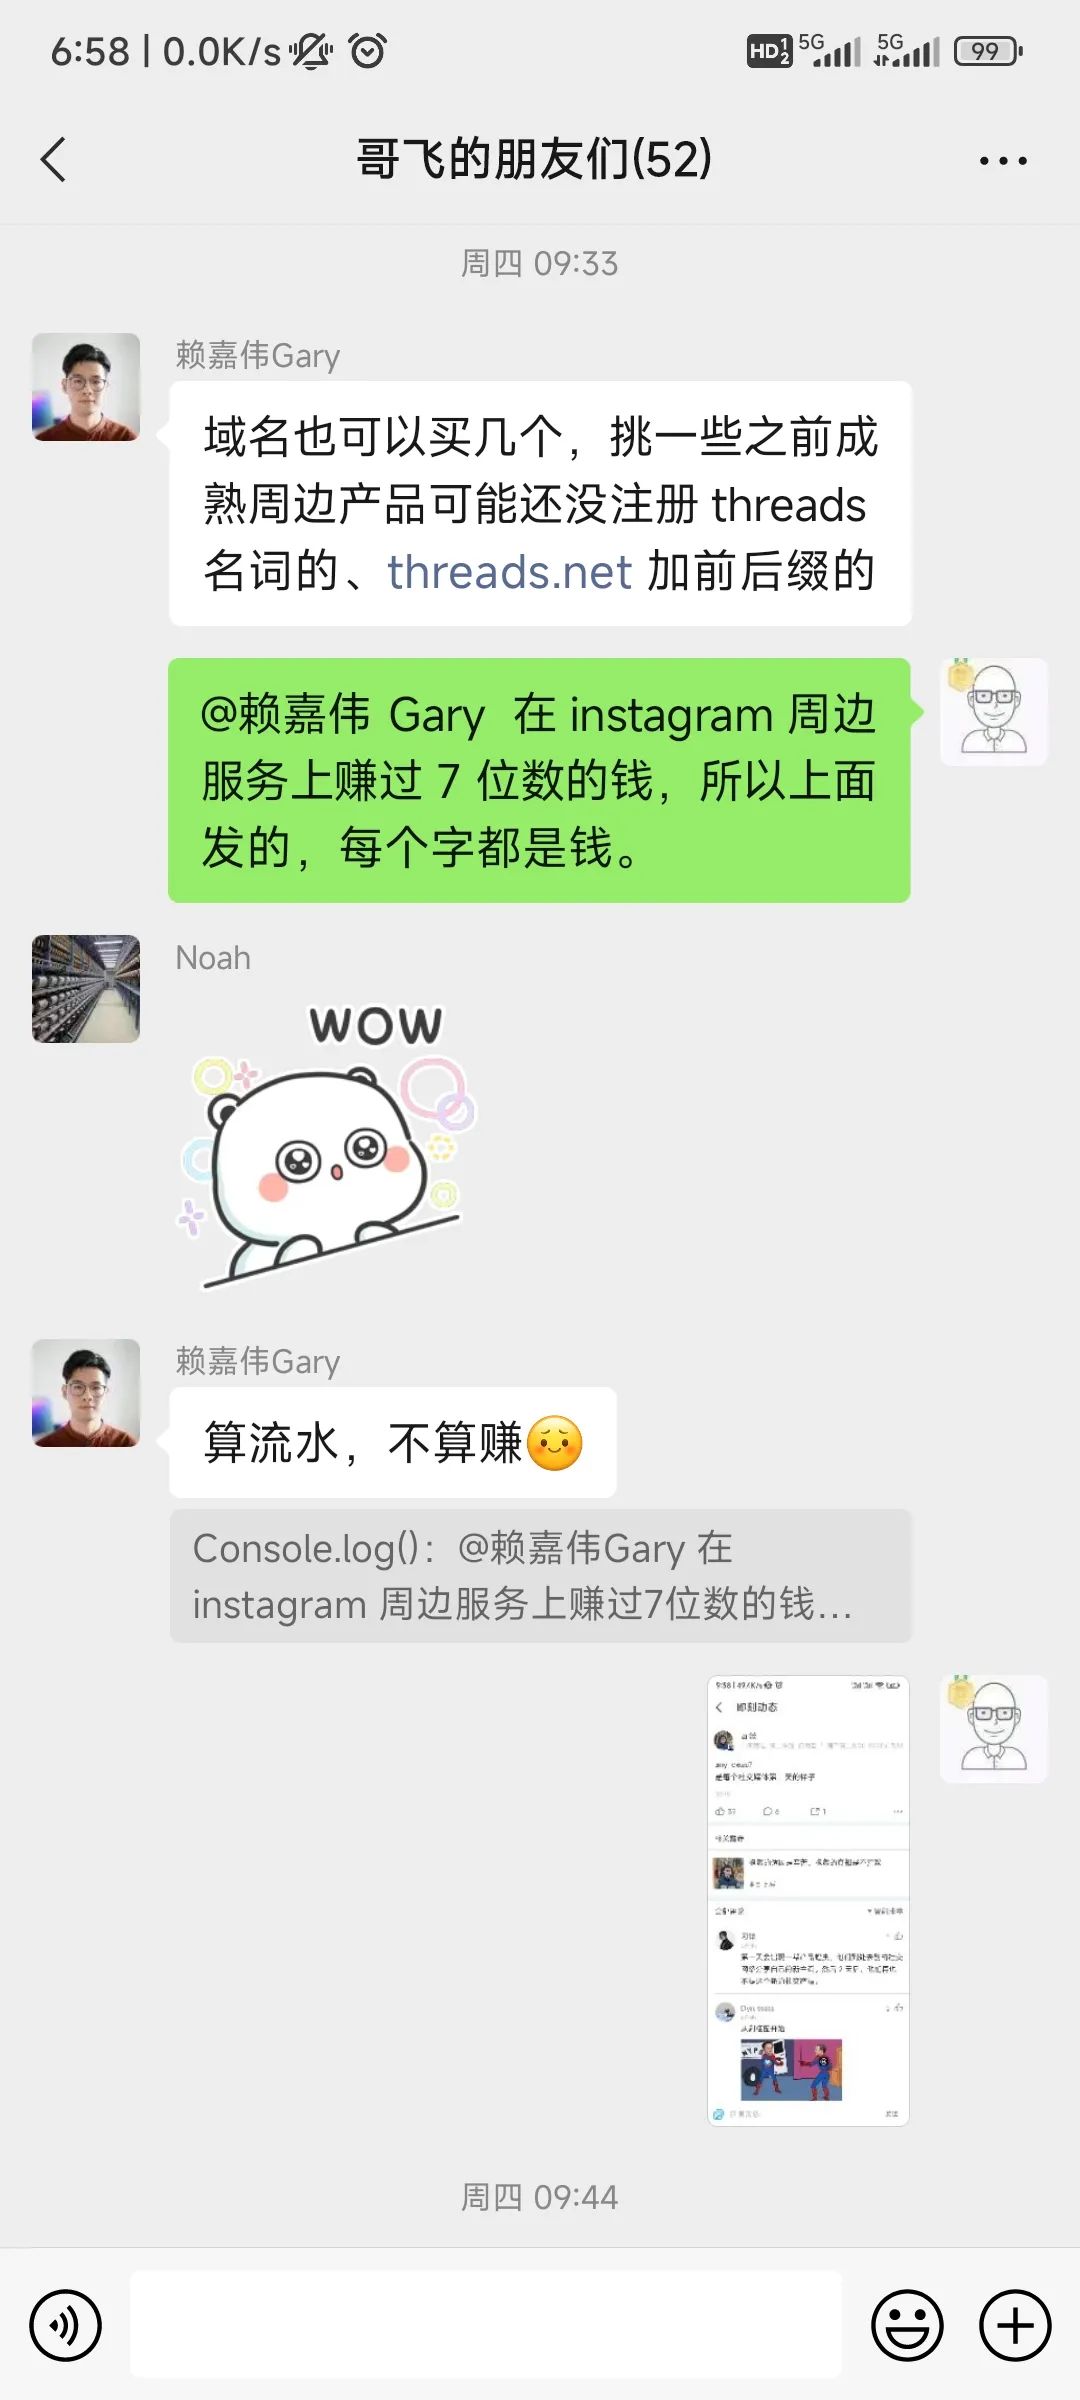 6:58 | 0.0K/s
HD 1 2 5G 5G 99
哥飞的朋友们(52)
周四 09:33
赖嘉伟Gary
域名也可以买几个，挑一些之前成
熟周边产品可能还没注册 threads
名词的、threads.net 加前后缀的
@赖嘉伟 Gary 在 instagram 周边
服务上赚过 7 位数的钱，所以上面
发的，每个字都是钱。
Noah
WOW
赖嘉伟Gary
算流水，不算赚
Console.log()：@赖嘉伟Gary 在
instagram 周边服务上赚过7位数的钱...
即刻动态
周四 09:44